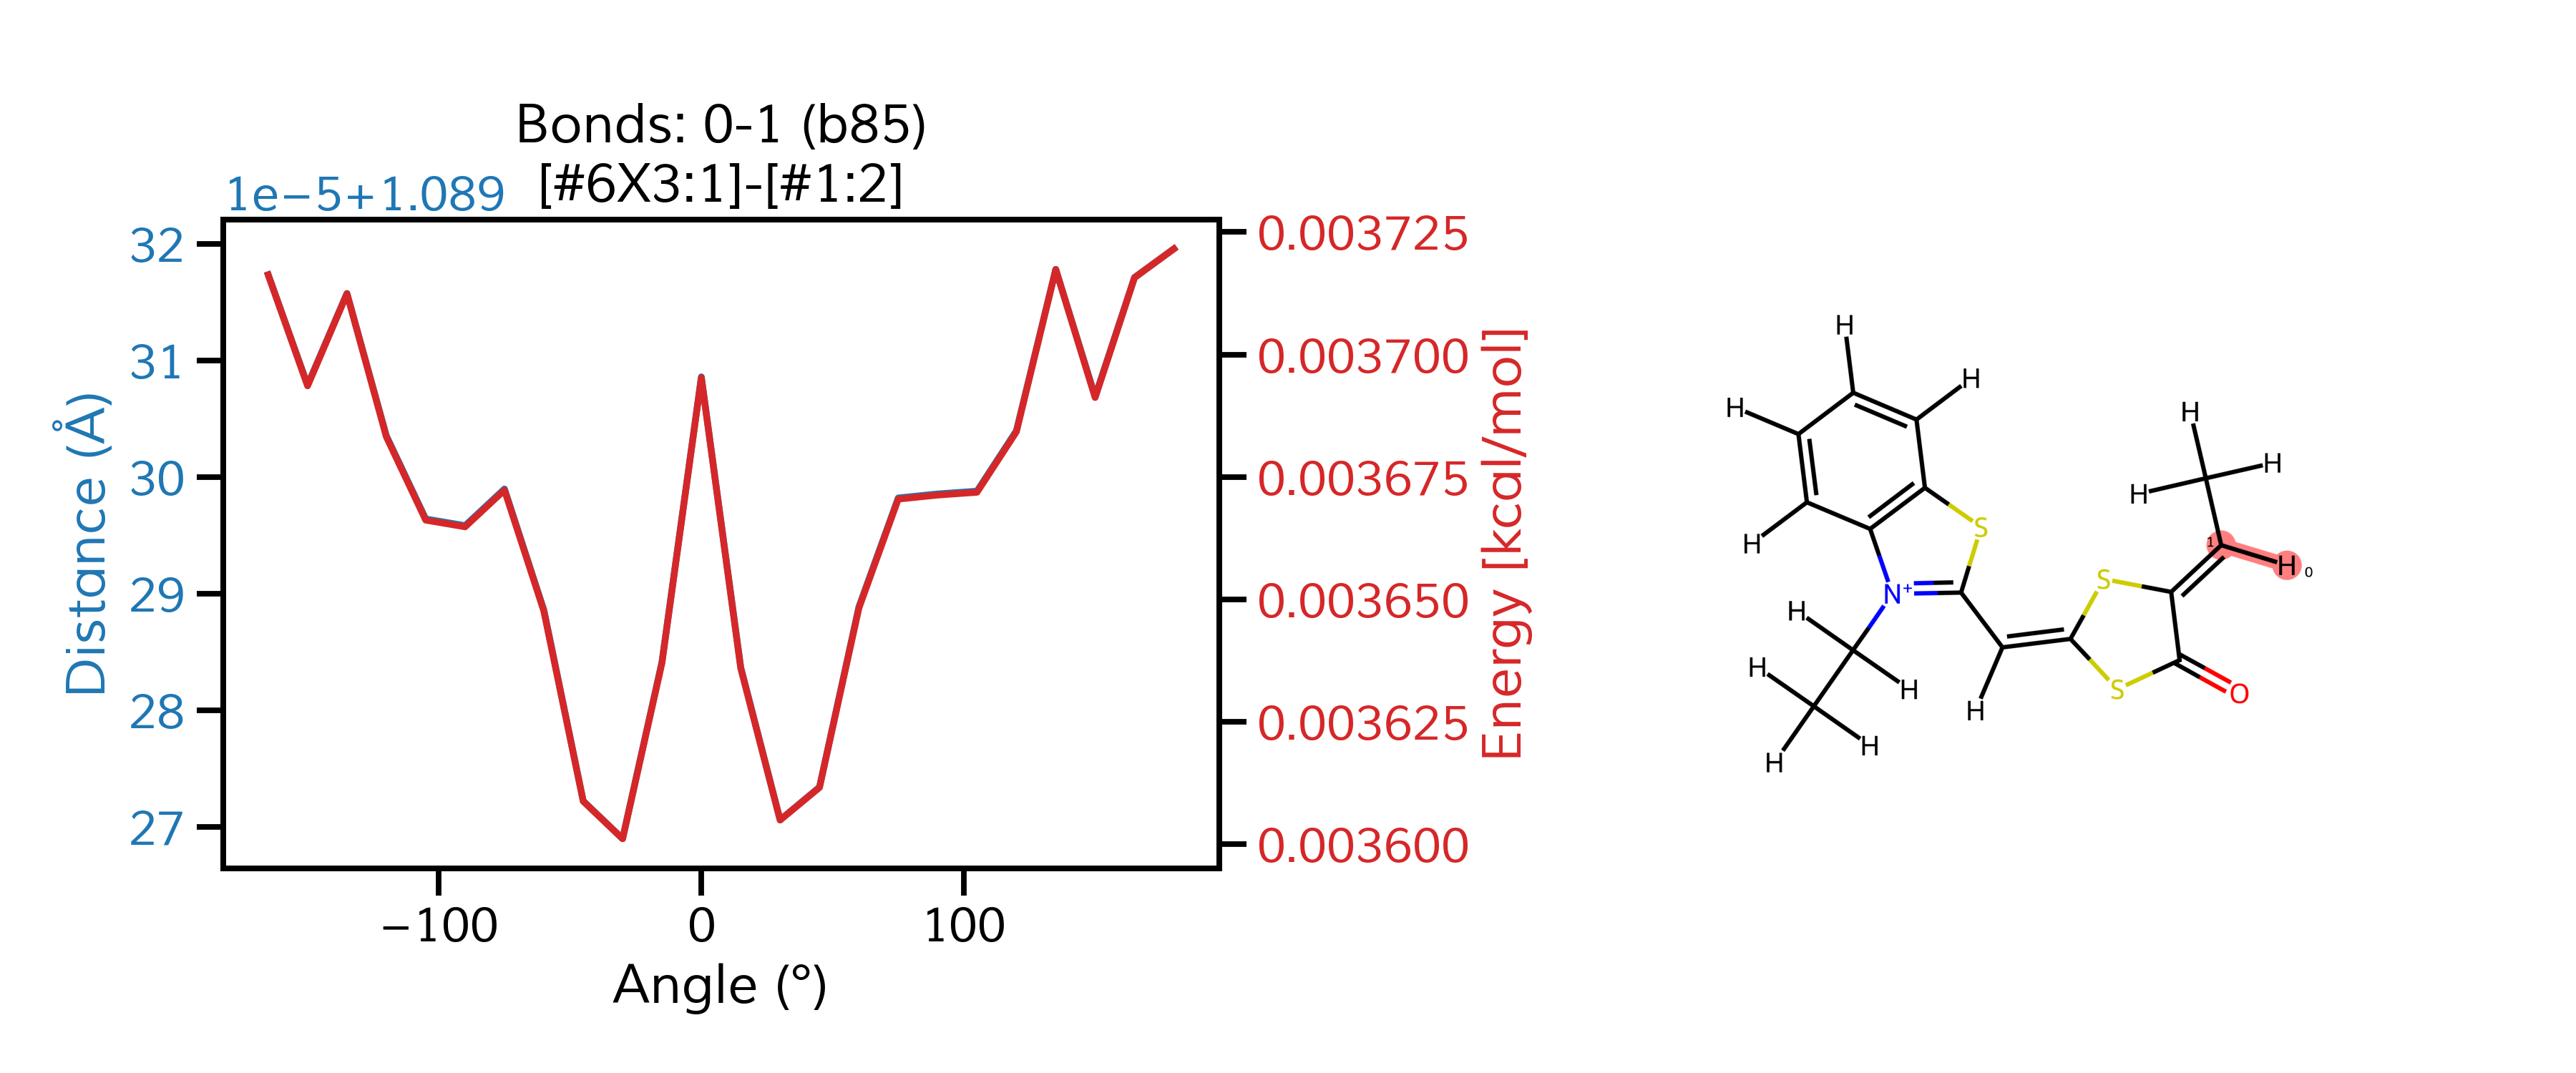 Bonds: 0-1 (b85)
[#6X3:1]-[#1:2]
1e−5+1.089
32
31
30
29
28
27
Distance (Å)
0.003725
0.003700
0.003675
0.003650
0.003625
0.003600
Energy [kcal/mol]
−100
0
100
Angle (°)
H
H
H
H
H
H
H
S
1
H
0
S
N+
H
H
H
S
O
H
H
H